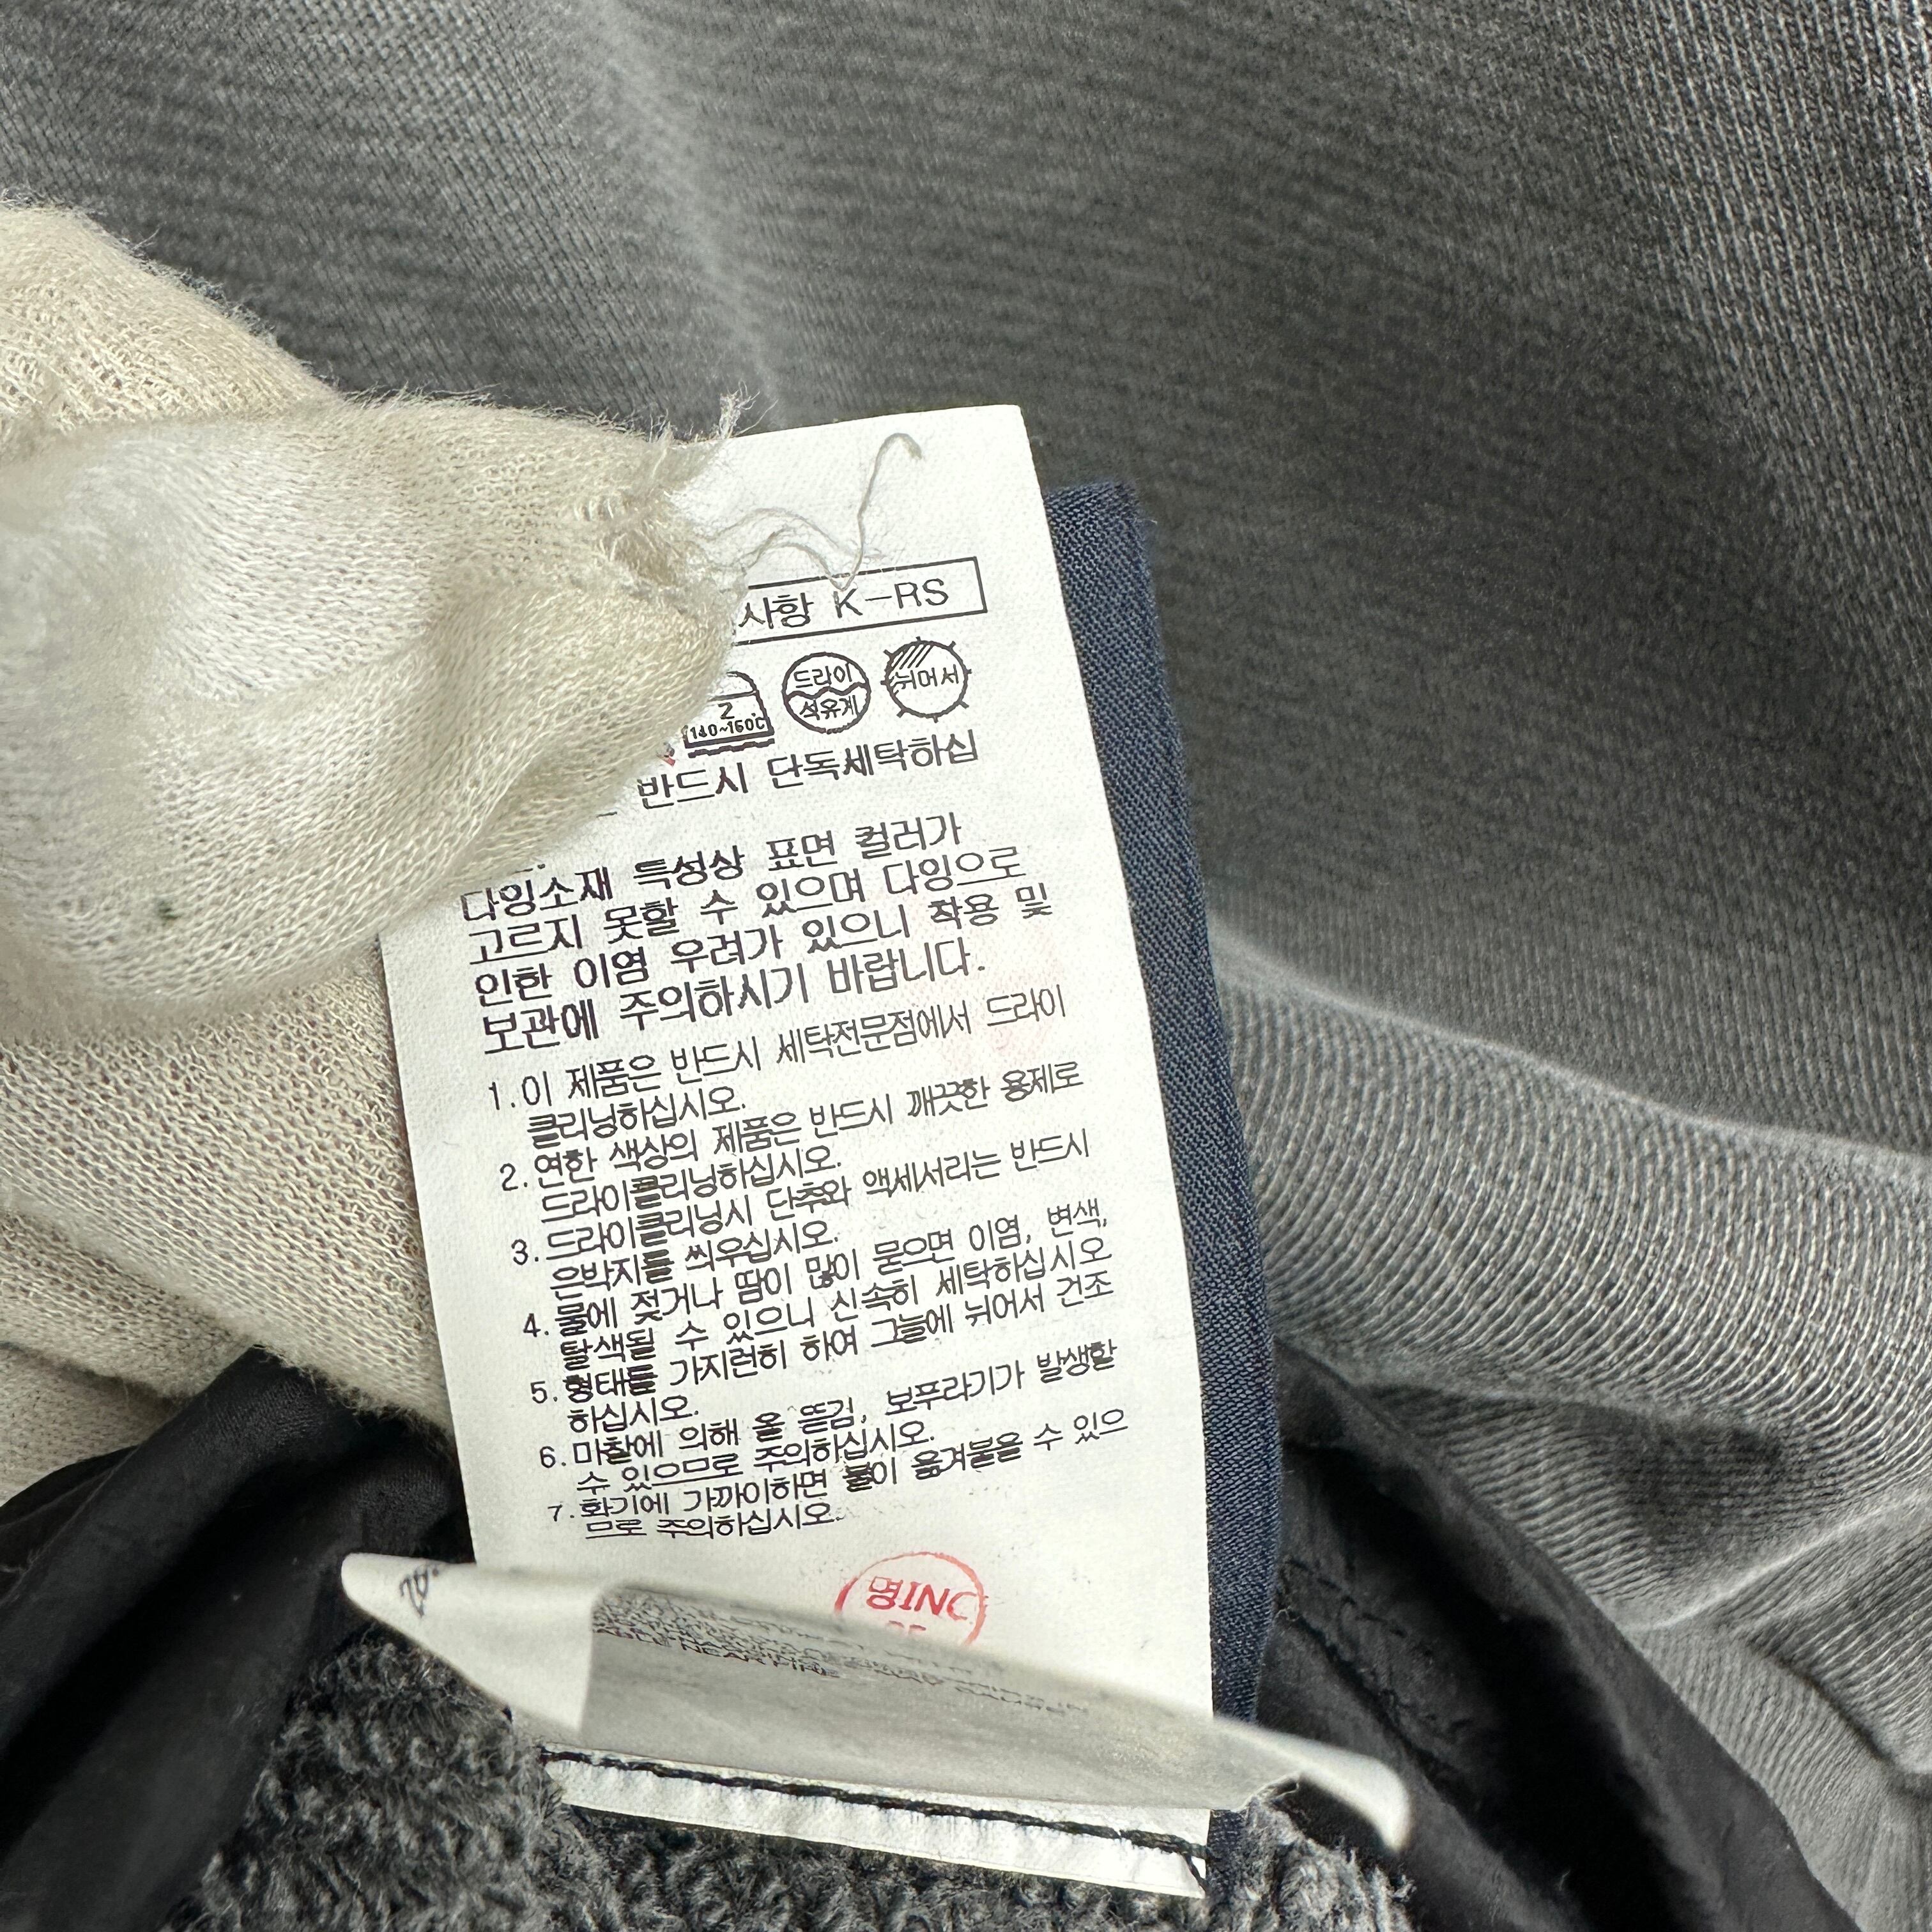 사항 K-RS
2
140~160℃
드라이
석유계
뉘어서
반드시 단독세탁하십
다잉소재 특성상 표면 컬러가
고르지 못할 수 있으며 다잉으로
인한 이염 우려가 있으니 착용 및
보관에 주의하시기 바랍니다.
1. 이 제품은 반드시 세탁전문점에서 드라이
클리닝하십시오.
2. 연한 색상의 제품은 반드시 깨끗한 용제로
드라이클리닝하십시오.
3. 드라이클리닝시 단추와 액세서리는 반드시
은박지를 씌우십시오.
4. 물에 젖거나 땀이 많이 묻으면 이염, 변색,
탈색될 수 있으니 신속히 세탁하십시오
5. 형태를 가지런히 하여 그늘에 뉘어서 건조
하십시오.
6. 마찰에 의해 올 뜯김, 보푸라기가 발생할
수 있으므로 주의하십시오.
7. 화기에 가까이하면 불이 옮겨붙을 수 있으
므로 주의하십시오.
명INC
NEAR FIRE